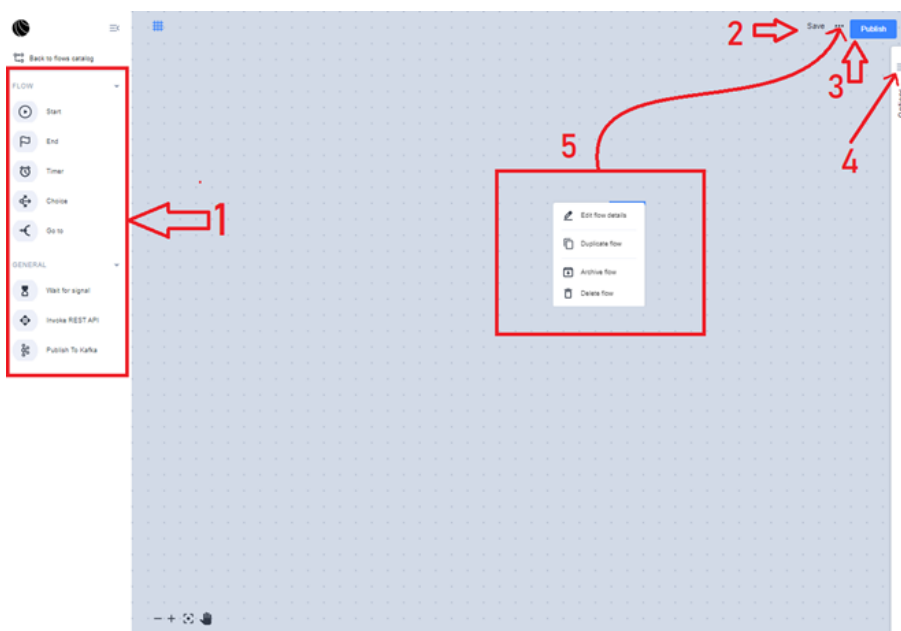 2
Save
Publish
3
4
Back to flows catalog
FLOW
Start
End
Timer
Choice
Go to
1
GENERAL
Wait for signal
Invoke REST API
Publish To Kafka
5
Edit flow details
Duplicate flow
Archive flow
Delete flow